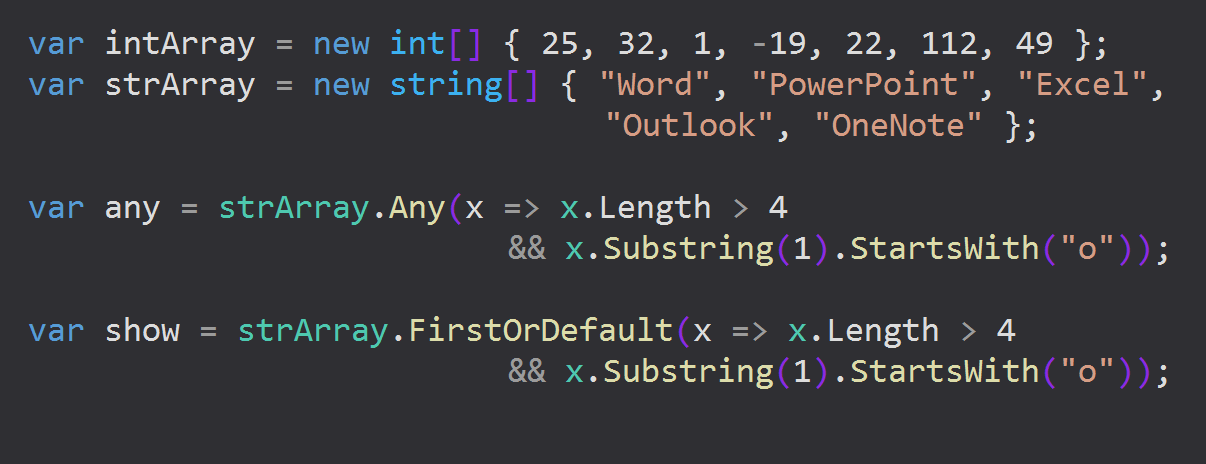 var intArray = new int[] { 25, 32, 1, -19, 22, 112, 49 };
var strArray = new string[] { "Word", "PowerPoint", "Excel",
"Outlook", "OneNote" };
var any = strArray.Any(x => x.Length > 4
&& x.Substring(1).StartsWith("o"));
var show = strArray.FirstOrDefault(x => x.Length > 4
&& x.Substring(1).StartsWith("o"));